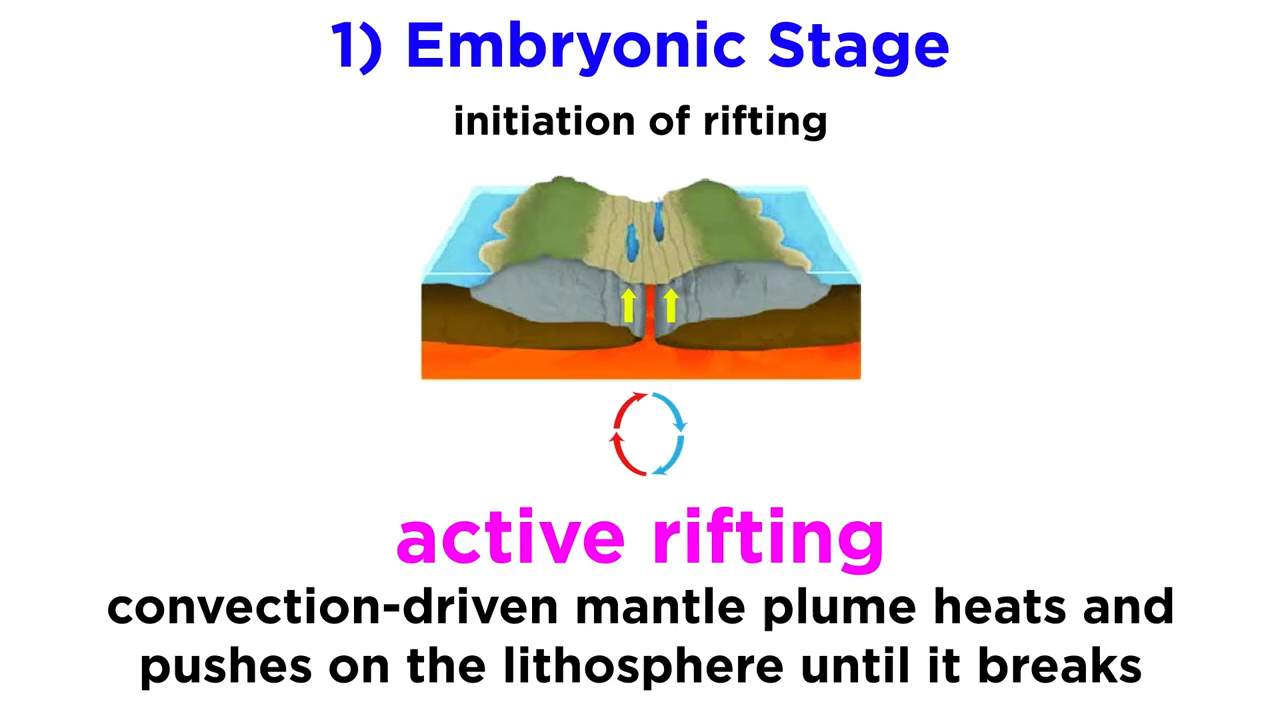 1) Embryonic Stage
initiation of rifting
active rifting
convection-driven mantle plume heats and
pushes on the lithosphere until it breaks